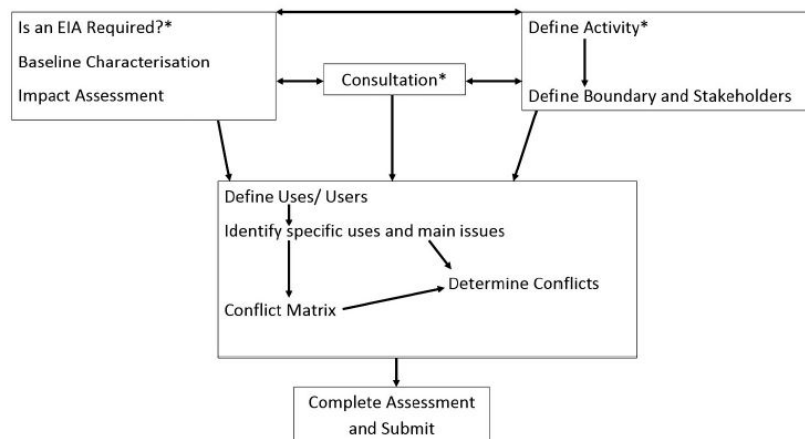 Is an EIA Required?*
Baseline Characterisation
Impact Assessment
Consultation*
Define Activity*
Define Boundary and Stakeholders
Define Uses/ Users
Identify specific uses and main issues
Determine Conflicts
Conflict Matrix
Complete Assessment
and Submit